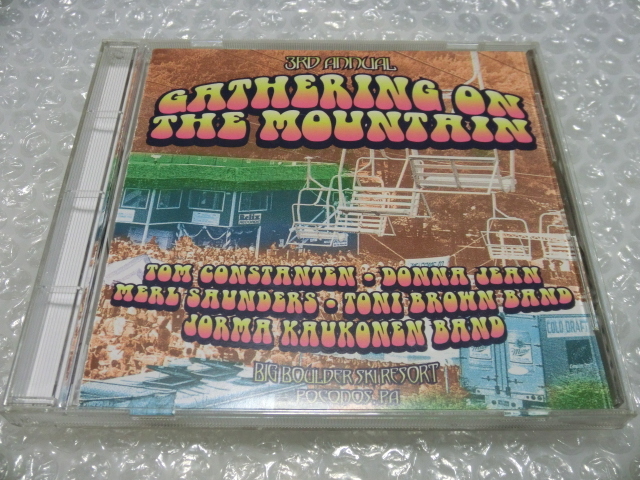 3RD ANNUAL
GATHERING ON
THE MOUNTAIN
Relix
TOM CONSTANTEN • DONNA JEAN
MERL SAUNDERS • TONI BROWN BAND
JORMA KAUKONEN BAND
COLD DRAFT
BIG BOULDER SKI RESORT
POCONOS, PA